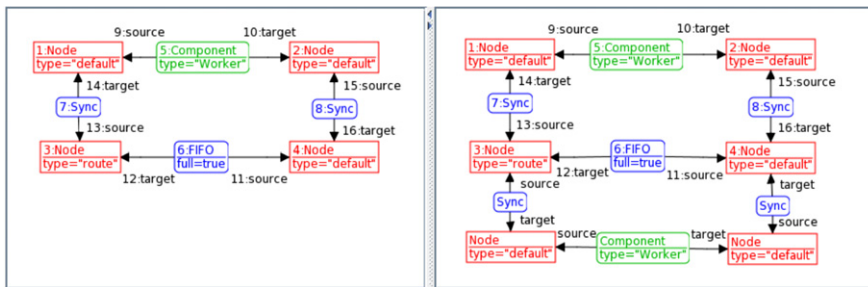 9:source 10:target
1:Node 5:Component 2:Node
type="default" type="Worker" type="default"
14:target 15:source
7:Sync 8:Sync
13:source 16:target
3:Node 6:FIFO 4:Node
type="route" full=true type="default"
12:target 11:source
9:source 10:target
1:Node 5:Component 2:Node
type="default" type="Worker" type="default"
14:target 15:source
7:Sync 8:Sync
13:source 16:target
3:Node 6:FIFO 4:Node
type="route" full=true type="default"
source 12:target 11:source target
Sync Sync
target source
source target
Node Component Node
type="default" type="Worker" type="default"